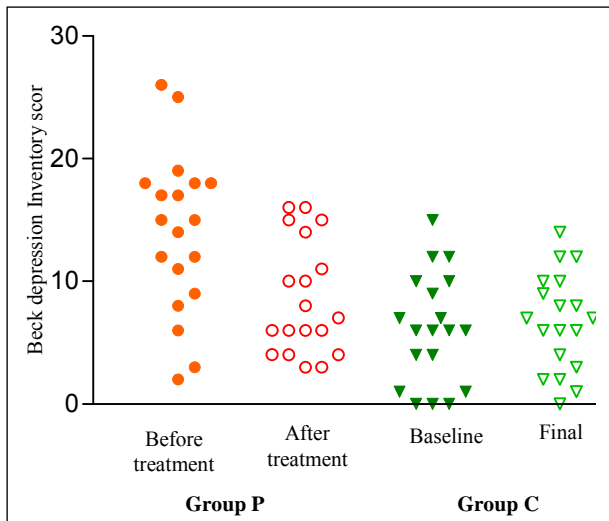 Beck depression Inventory scor
30
20
10
0
Before
treatment
After
treatment
Baseline
Final
Group P
Group C